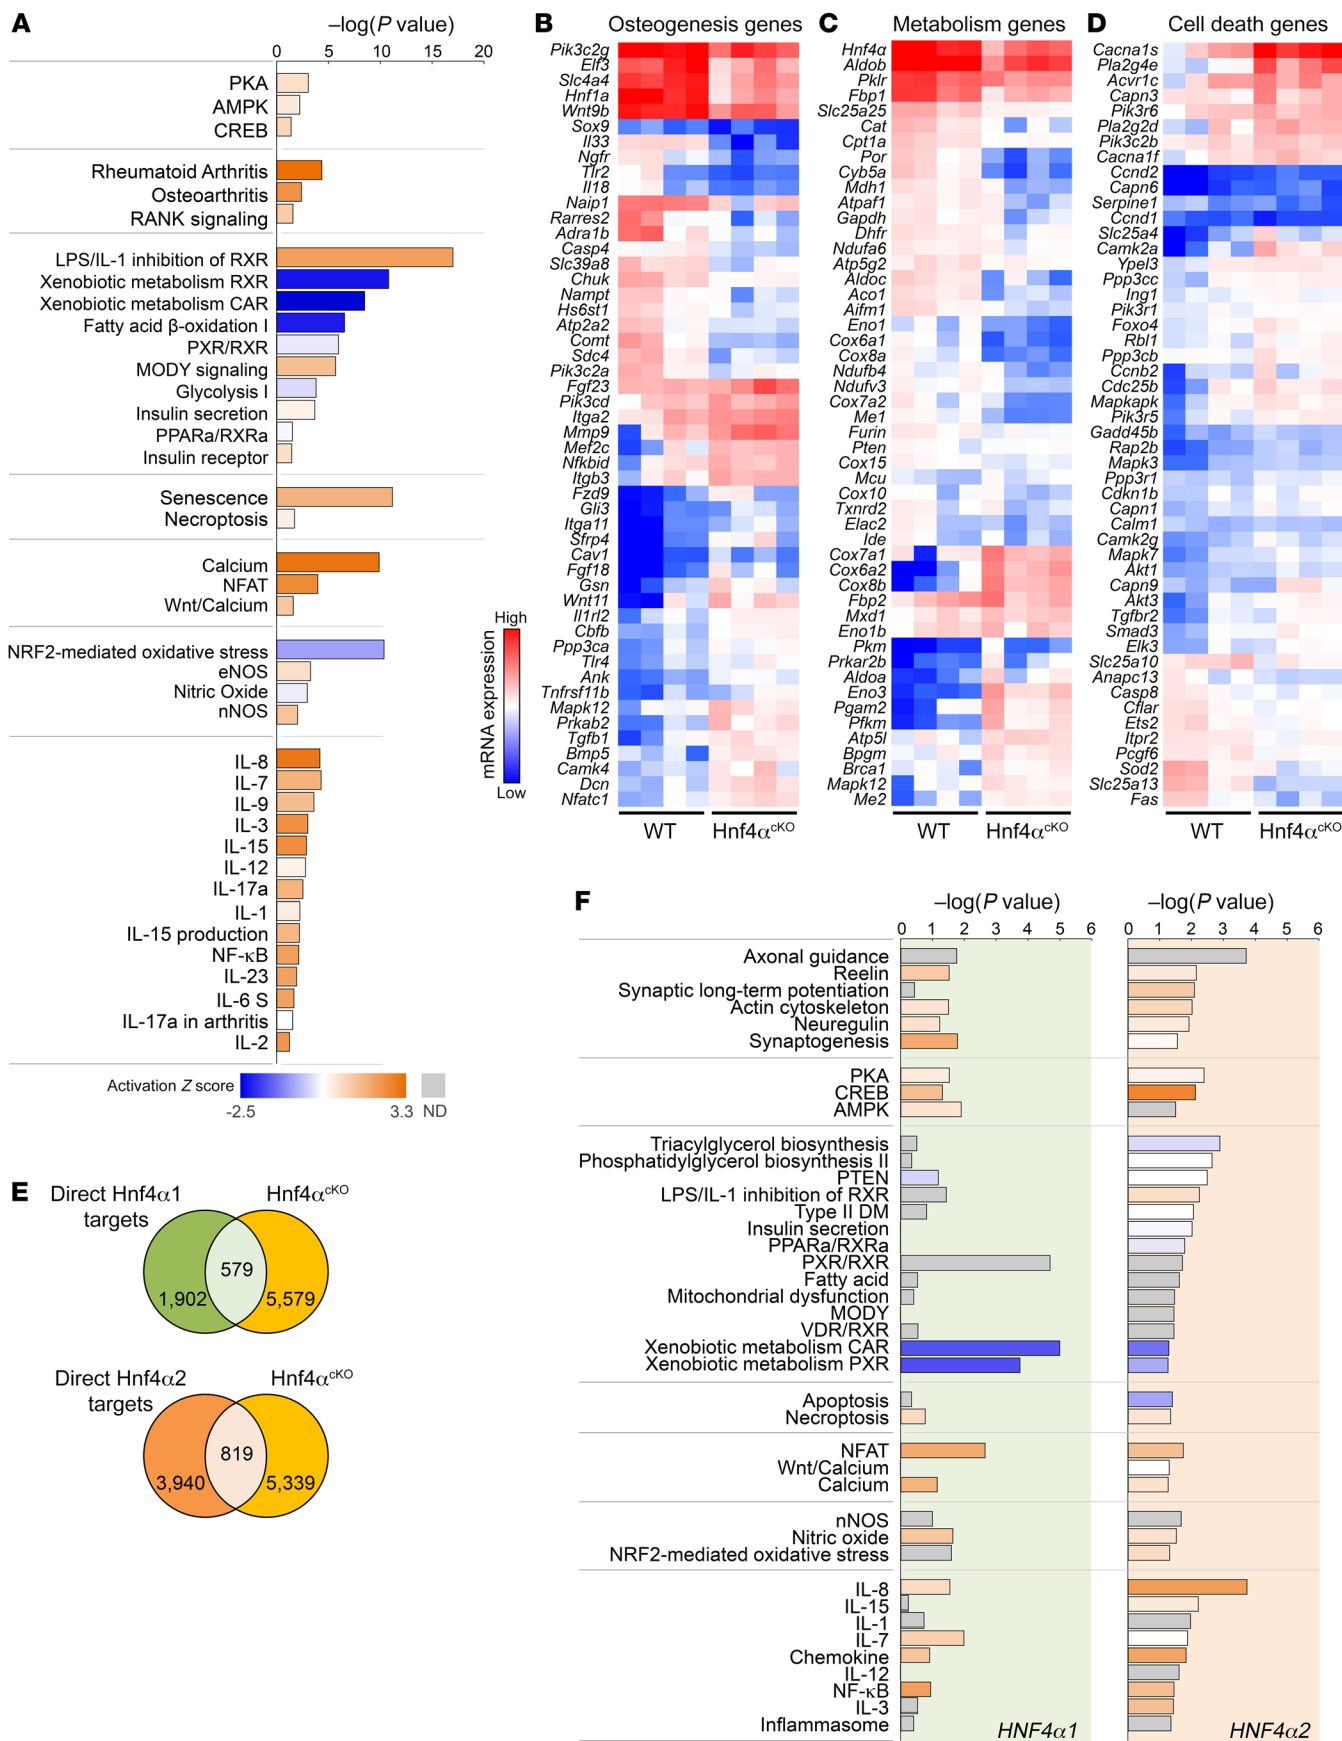 A
–log(P value)
0 5 10 15 20
PKA
AMPK
CREB
Rheumatoid Arthritis
Osteoarthritis
RANK signaling
LPS/IL-1 inhibition of RXR
Xenobiotic metabolism RXR
Xenobiotic metabolism CAR
Fatty acid β-oxidation I
PXR/RXR
MODY signaling
Glycolysis I
Insulin secretion
PPARa/RXRa
Insulin receptor
Senescence
Necroptosis
Calcium
NFAT
Wnt/Calcium
NRF2-mediated oxidative stress
eNOS
Nitric Oxide
nNOS
IL-8
IL-7
IL-9
IL-3
IL-15
IL-12
IL-17a
IL-1
IL-15 production
NF-κB
IL-23
IL-6 S
IL-17a in arthritis
IL-2
Activation Z score
-2.5 3.3 ND
B Osteogenesis genes
Pik3c2g
Elf3
Slc4a4
Hnf1a
Wnt9b
Sox9
Il33
Ngfr
Tlr2
Il18
Naip1
Rarres2
Adra1b
Casp4
Slc39a8
Chuk
Nampt
Hs6st1
Atp2a2
Comt
Sdc4
Pik3c2a
Fgf23
Pik3cd
Itga2
Mmp9
Mef2c
Nfkbid
Itgb3
Fzd9
Gli3
Itga11
Sfrp4
Cav1
Fgf18
Gsn
Wnt11
Il1rl2
Cbfb
Ppp3ca
Tlr4
Ank
Tnfrsf11b
Mapk12
Prkab2
Tgfb1
Bmp5
Camk4
Dcn
Nfatc1
WT Hnf4αcKO
High
mRNA expression
Low
C Metabolism genes
Hnf4α
Aldob
Pklr
Fbp1
Slc25a25
Cat
Cpt1a
Por
Cyb5a
Mdh1
Atpaf1
Gapdh
Dhfr
Ndufa6
Atp5g2
Aldoc
Aco1
Aifm1
Eno1
Cox6a1
Cox8a
Ndufb4
Ndufv3
Cox7a2
Me1
Furin
Pten
Cox15
Mcu
Cox10
Txnrd2
Elac2
Ide
Cox7a1
Cox6a2
Cox8b
Fbp2
Mxd1
Eno1b
Pkm
Prkar2b
Aldoa
Eno3
Pgam2
Pfkm
Atp5l
Bpgm
Brca1
Mapk12
Me2
WT Hnf4αcKO
D Cell death genes
Cacna1s
Pla2g4e
Acvr1c
Capn3
Pik3r6
Pla2g2d
Pik3c2b
Cacna1f
Ccnd2
Capn6
Serpine1
Ccnd1
Slc25a4
Camk2a
Ypel3
Ppp3cc
Ing1
Pik3r1
Foxo4
Rbl1
Ppp3cb
Ccnb2
Cdc25b
Mapkapk
Pik3r5
Gadd45b
Rap2b
Mapk3
Ppp3r1
Cdkn1b
Capn1
Calm1
Camk2g
Mapk7
Akt1
Capn9
Akt3
Tgfbr2
Smad3
Elk3
Slc25a10
Anapc13
Casp8
Cflar
Ets2
Itpr2
Pcgf6
Sod2
Slc25a13
Fas
WT Hnf4αcKO
E
Direct Hnf4α1 Hnf4αcKO
targets
1,902 579 5,579
Direct Hnf4α2 Hnf4αcKO
targets
3,940 819 5,339
F
–log(P value) –log(P value)
0 1 2 3 4 5 6 0 1 2 3 4 5 6
Axonal guidance
Reelin
Synaptic long-term potentiation
Actin cytoskeleton
Neuregulin
Synaptogenesis
PKA
CREB
AMPK
Triacylglycerol biosynthesis
Phosphatidylglycerol biosynthesis II
PTEN
LPS/IL-1 inhibition of RXR
Type II DM
Insulin secretion
PPARa/RXRa
PXR/RXR
Fatty acid
Mitochondrial dysfunction
MODY
VDR/RXR
Xenobiotic metabolism CAR
Xenobiotic metabolism PXR
Apoptosis
Necroptosis
NFAT
Wnt/Calcium
Calcium
nNOS
Nitric oxide
NRF2-mediated oxidative stress
IL-8
IL-15
IL-1
IL-7
Chemokine
IL-12
NF-κB
IL-3
Inflammasome
HNF4α1 HNF4α2